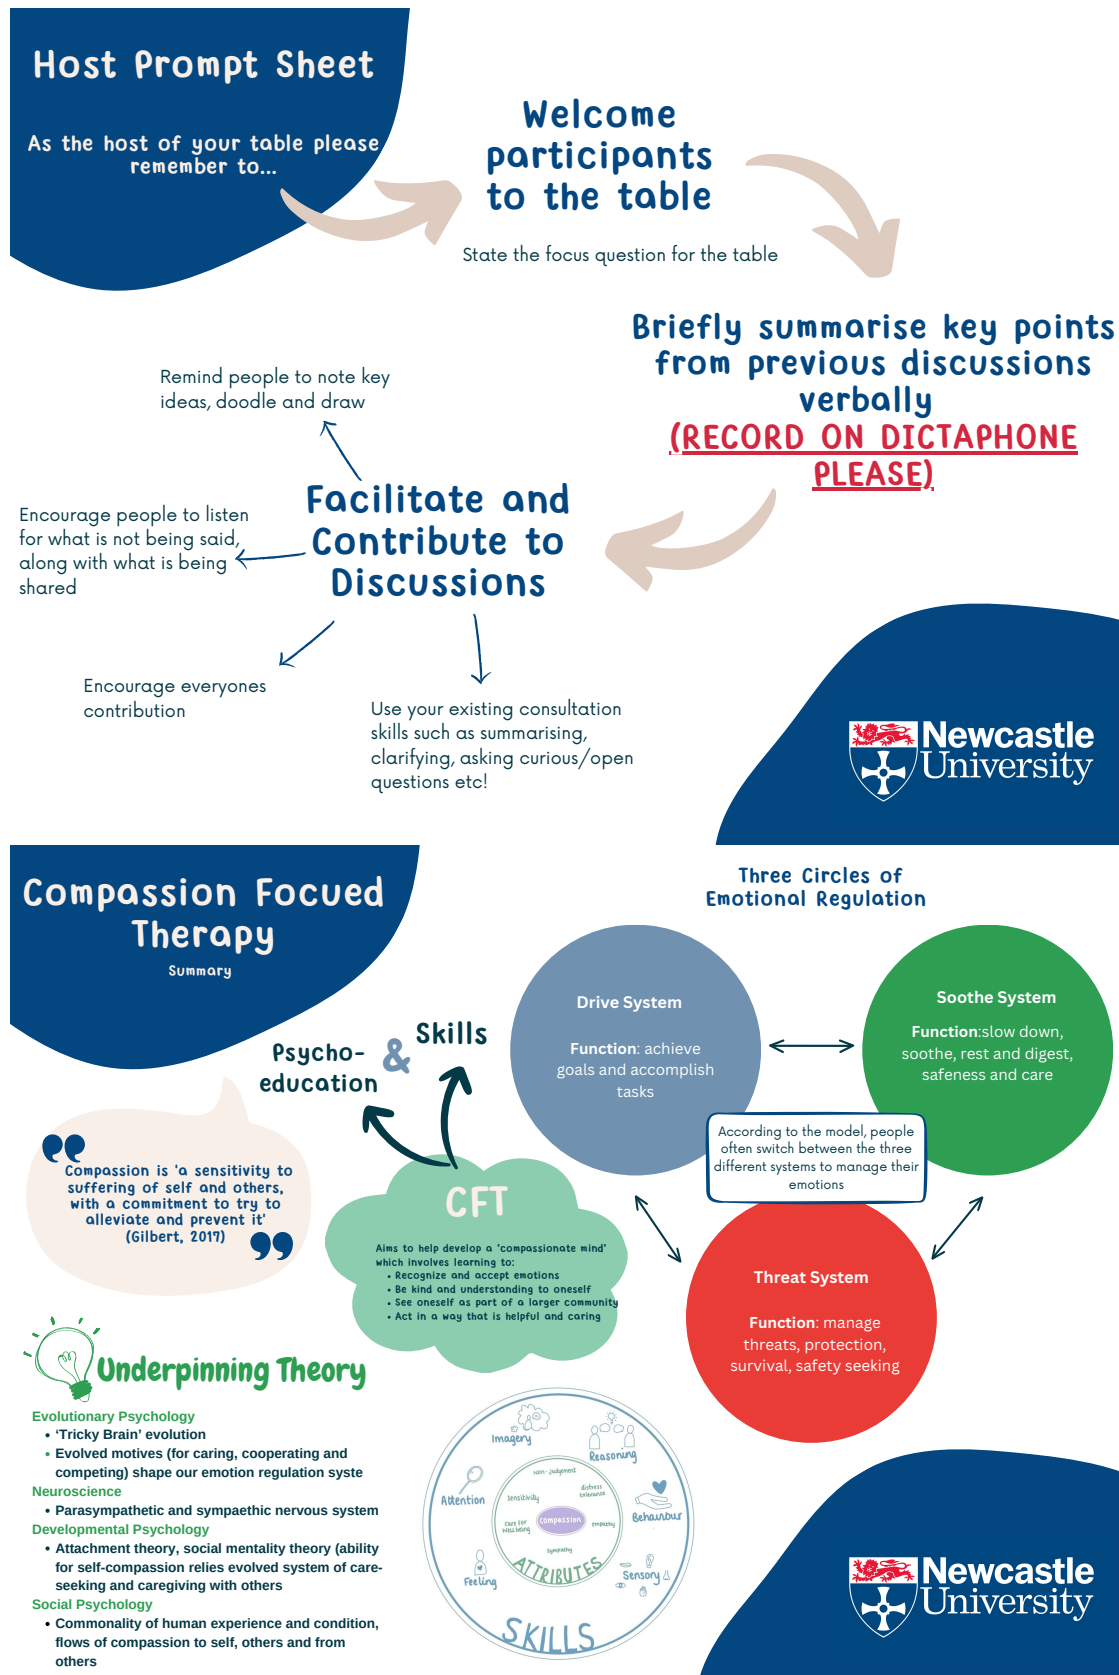 Host Prompt Sheet
As the host of your table please
remember to...
Welcome
participants
to the table
State the focus question for the table
Briefly summarise key points
from previous discussions
verbally
(RECORD ON DICTAPHONE
PLEASE)
Facilitate and
Contribute to
Discussions
Remind people to note key
ideas, doodle and draw
Encourage people to listen
for what is not being said,
along with what is being
shared
Encourage everyones
contribution
Use your existing consultation
skills such as summarising,
clarifying, asking curious/open
questions etc!
Newcastle
University
Compassion Focued
Therapy
Summary
Psycho-
education
&
Skills
Compassion is 'a sensitivity to
suffering of self and others,
with a commitment to try to
alleviate and prevent it'
(Gilbert, 2017)
CFT
Aims to help develop a 'compassionate mind'
which involves learning to:
• Recognize and accept emotions
• Be kind and understanding to oneself
• See oneself as part of a larger community
• Act in a way that is helpful and caring
Three Circles of
Emotional Regulation
Drive System
Function: achieve
goals and accomplish
tasks
Soothe System
Function:slow down,
soothe, rest and digest,
safeness and care
According to the model, people
often switch between the three
different systems to manage their
emotions
Threat System
Function: manage
threats, protection,
survival, safety seeking
Underpinning Theory
Evolutionary Psychology
• ‘Tricky Brain’ evolution
• Evolved motives (for caring, cooperating and
competing) shape our emotion regulation syste
Neuroscience
• Parasympathetic and sympaethic nervous system
Developmental Psychology
• Attachment theory, social mentality theory (ability
for self-compassion relies evolved system of care-
seeking and caregiving with others
Social Psychology
• Commonality of human experience and condition,
flows of compassion to self, others and from
others
Imagery
Reasoning
Attention
Behaviour
Feeling
Sensory
SKILLS
Non-Judgement
distress
tolerance
Sensitivity
Compassion
care for
well being
empathy
Sympathy
ATTRIBUTES
Newcastle
University